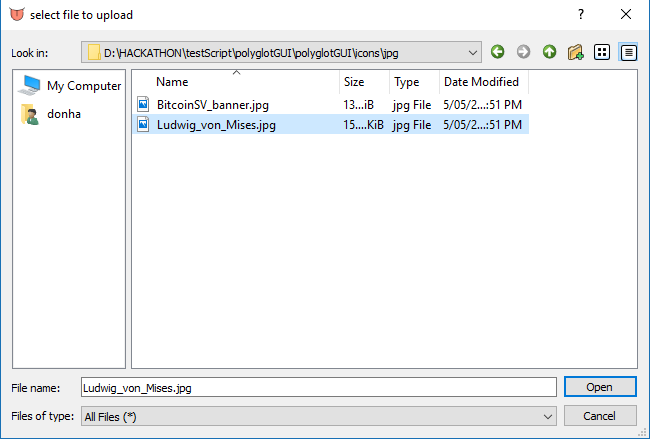 select file to upload
?
Look in: D:\HACKATHON\testScript\polyglotGUI\polyglotGUI\icons\jpg
My Computer
donha
Name Size Type Date Modified
BitcoinSV_banner.jpg 13...iB jpg File 5/05/2...:51 PM
Ludwig_von_Mises.jpg 15....KiB jpg File 5/05/2...:51 PM
File name: Ludwig_von_Mises.jpg Open
Files of type: All Files (*) Cancel